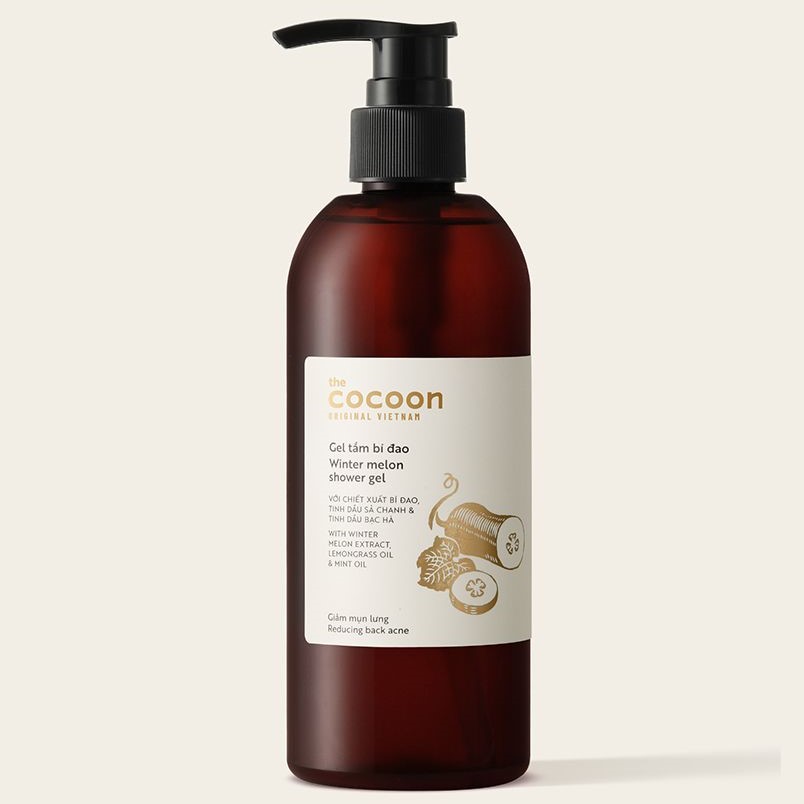 the
cocoon
ORIGINAL VIETNAM
Gel tắm bí đao
Winter melon
shower gel
VỚI CHIẾT XUẤT BÍ ĐAO,
TINH DẦU SẢ CHANH &
TINH DẦU BẠC HÀ
WITH WINTER
MELON EXTRACT,
LEMONGRASS OIL
& MINT OIL
Giảm mụn lưng
Reducing back acne